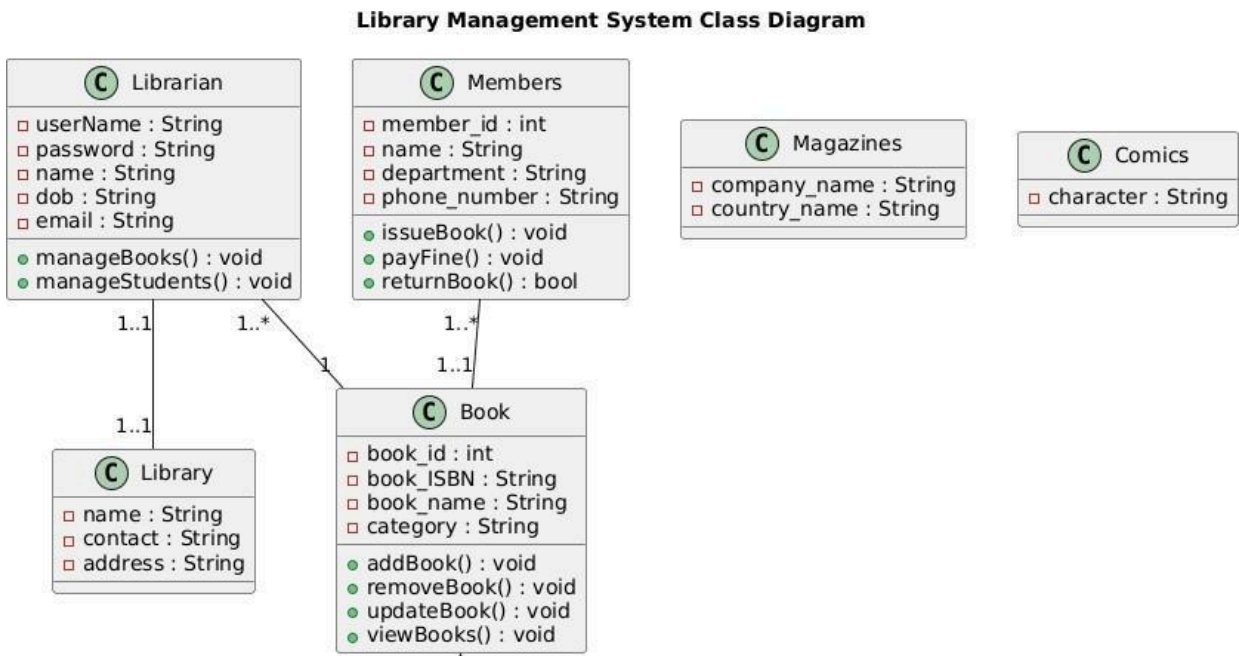 Library Management System Class Diagram
C Librarian
userName : String
password : String
name : String
dob : String
email : String
manageBooks() : void
manageStudents() : void
C Members
member_id : int
name : String
department : String
phone_number : String
issueBook() : void
payFine() : void
returnBook() : bool
C Magazines
company_name : String
country_name : String
C Comics
character : String
1..1
1..*
1..*
1
1..1
1..1
C Library
name : String
contact : String
address : String
C Book
book_id : int
book_ISBN : String
book_name : String
category : String
addBook() : void
removeBook() : void
updateBook() : void
viewBooks() : void